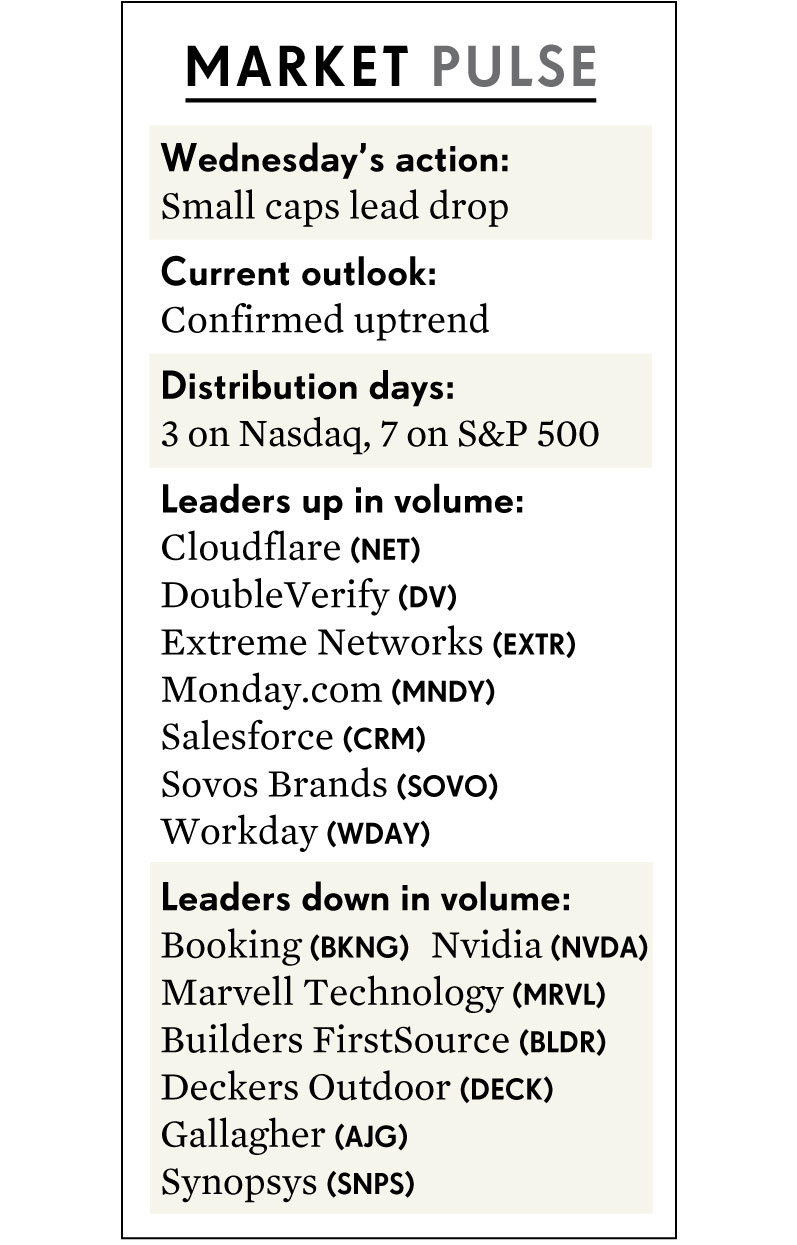 MARKET PULSE
Wednesday’s action:
Small caps lead drop
Current outlook:
Confirmed uptrend
Distribution days:
3 on Nasdaq, 7 on S&P 500
Leaders up in volume:
Cloudflare (NET)
DoubleVerify (DV)
Extreme Networks (EXTR)
Monday.com (MNDY)
Salesforce (CRM)
Sovos Brands (SOVO)
Workday (WDAY)
Leaders down in volume:
Booking (BKNG) Nvidia (NVDA)
Marvell Technology (MRVL)
Builders FirstSource (BLDR)
Deckers Outdoor (DECK)
Gallagher (AJG)
Synopsys (SNPS)